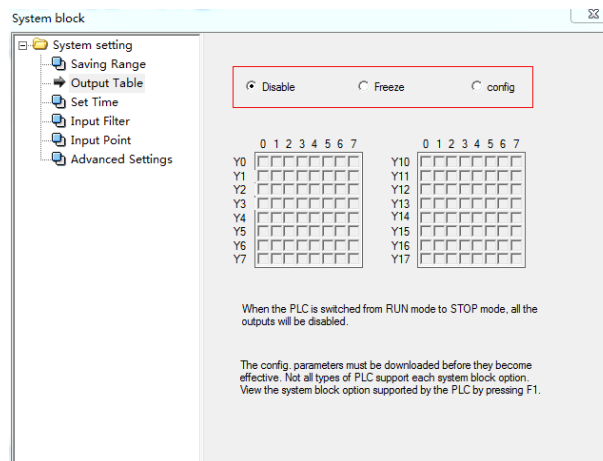 System block
System setting
Saving Range
Output Table
Set Time
Input Filter
Input Point
Advanced Settings
Disable Freeze config
0 1 2 3 4 5 6 7 0 1 2 3 4 5 6 7
Y0 Y10
Y1 Y11
Y2 Y12
Y3 Y13
Y4 Y14
Y5 Y15
Y6 Y16
Y7 Y17
When the PLC is switched from RUN mode to STOP mode, all the
outputs will be disabled.
The config. parameters must be downloaded before they become
effective. Not all types of PLC support each system block option.
View the system block option supported by the PLC by pressing F1.